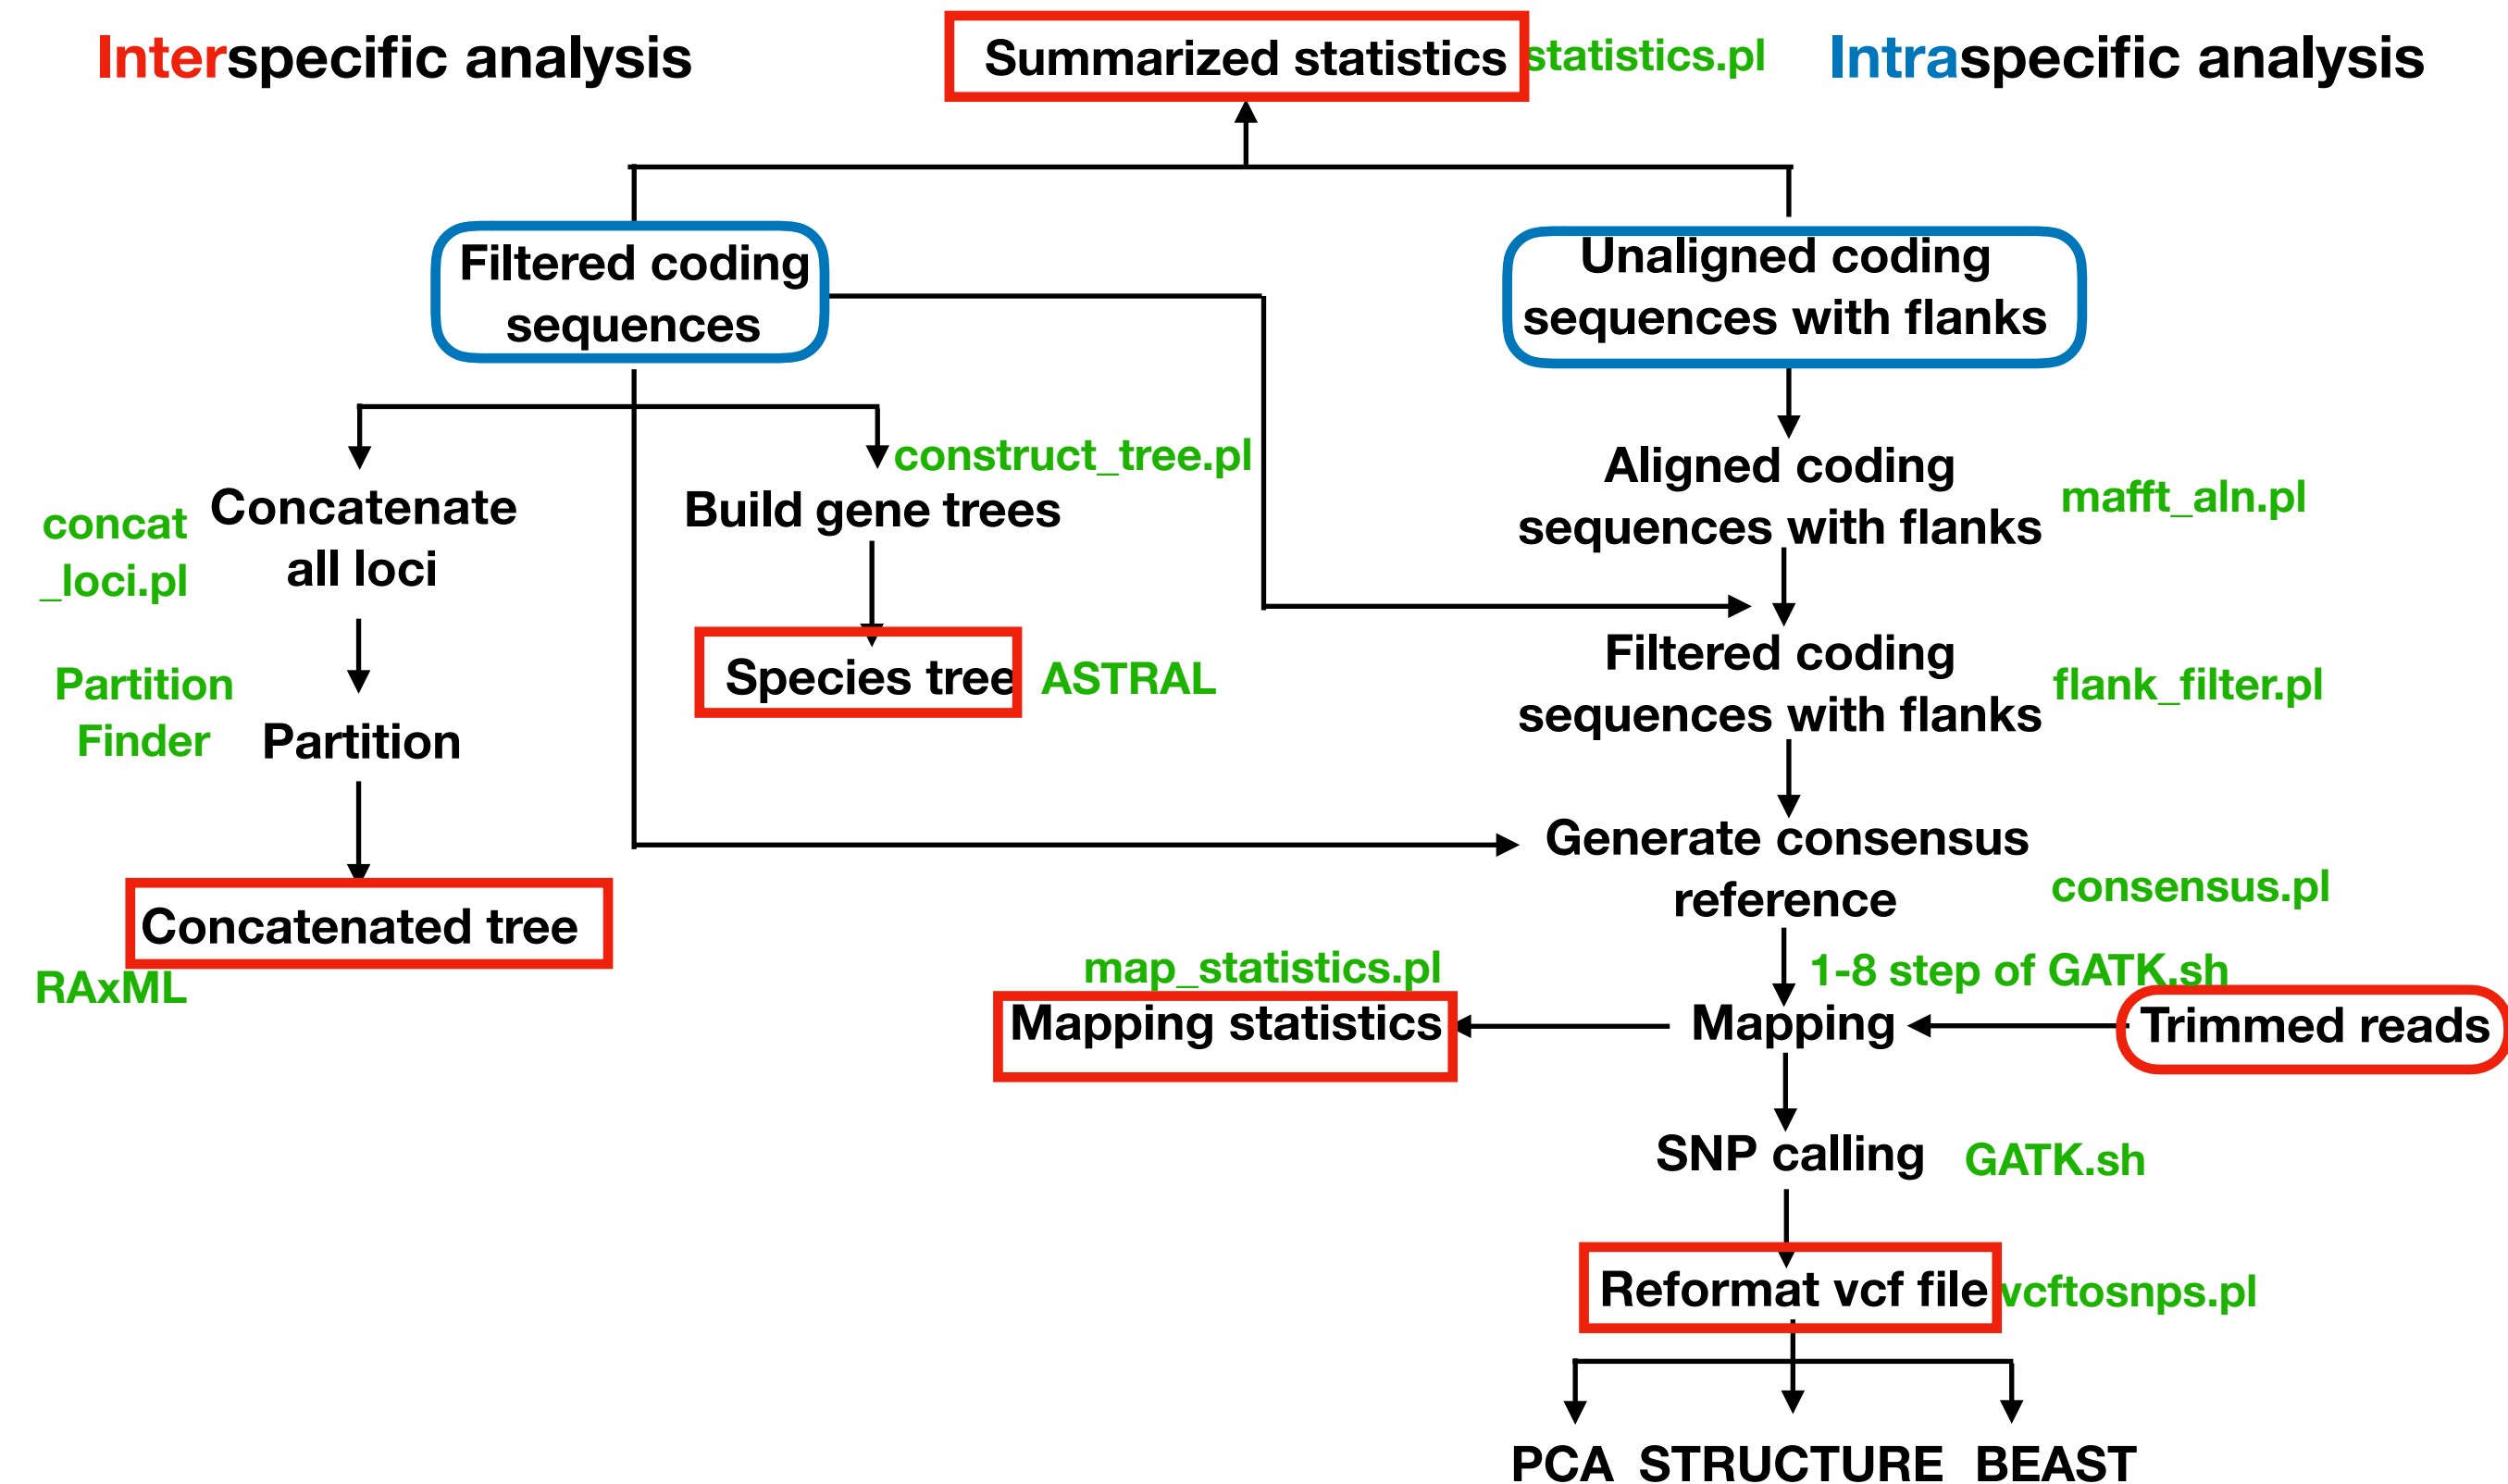 Interspecific analysis
Summarized statistics
statistics.pl
Intraspecific analysis
Filtered coding
sequences
Unaligned coding
sequences with flanks
construct_tree.pl
Build gene trees
concat
_loci.pl
Concatenate
all loci
Aligned coding
sequences with flanks
mafft_aln.pl
Species tree
ASTRAL
Partition
Finder
Partition
Filtered coding
sequences with flanks
flank_filter.pl
Generate consensus
reference
consensus.pl
Concatenated tree
RAxML
map_statistics.pl
Mapping statistics
1-8 step of GATK.sh
Mapping
Trimmed reads
SNP calling
GATK.sh
Reformat vcf file
vcftosnps.pl
PCA
STRUCTURE
BEAST